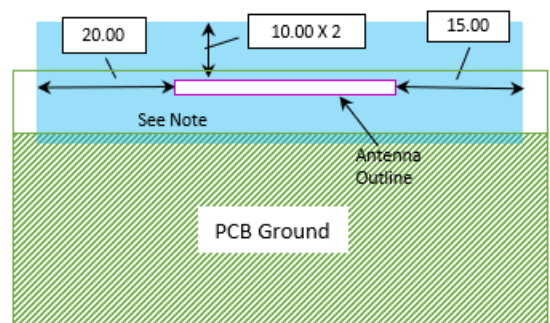 20.00
10.00 X 2
15.00
See Note
Antenna
Outline
PCB Ground